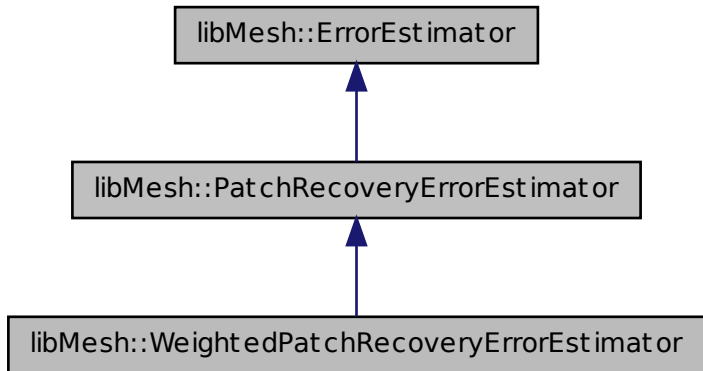 libMesh::ErrorEstimator
libMesh::PatchRecoveryErrorEstimator
libMesh::WeightedPatchRecoveryErrorEstimator